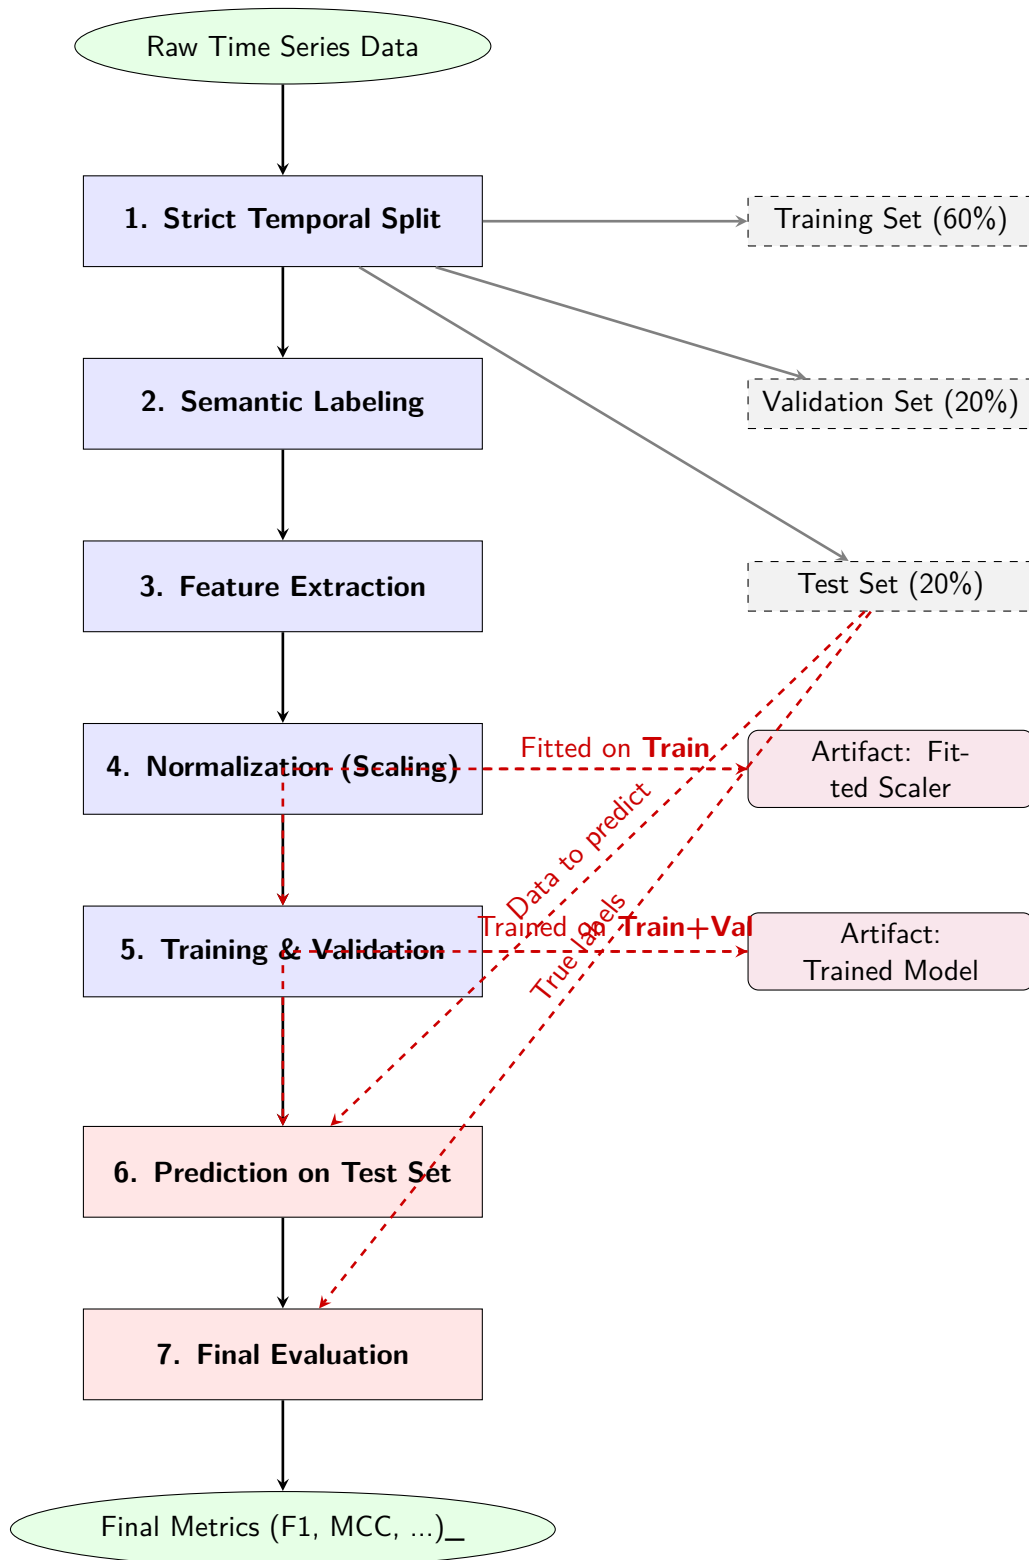 Raw Time Series Data
1. Strict Temporal Split
Training Set (60%)
2. Semantic Labeling
Validation Set (20%)
3. Feature Extraction
Test Set (20%)
4. Normalization (Scaling)
Fitted on Train
Artifact: Fit-
ted Scaler
Data to predict
5. Training & Validation
Trained on Train+Val
True labels
Artifact:
Trained Model
6. Prediction on Test Set
7. Final Evaluation
Final Metrics (F1, MCC, ...)_